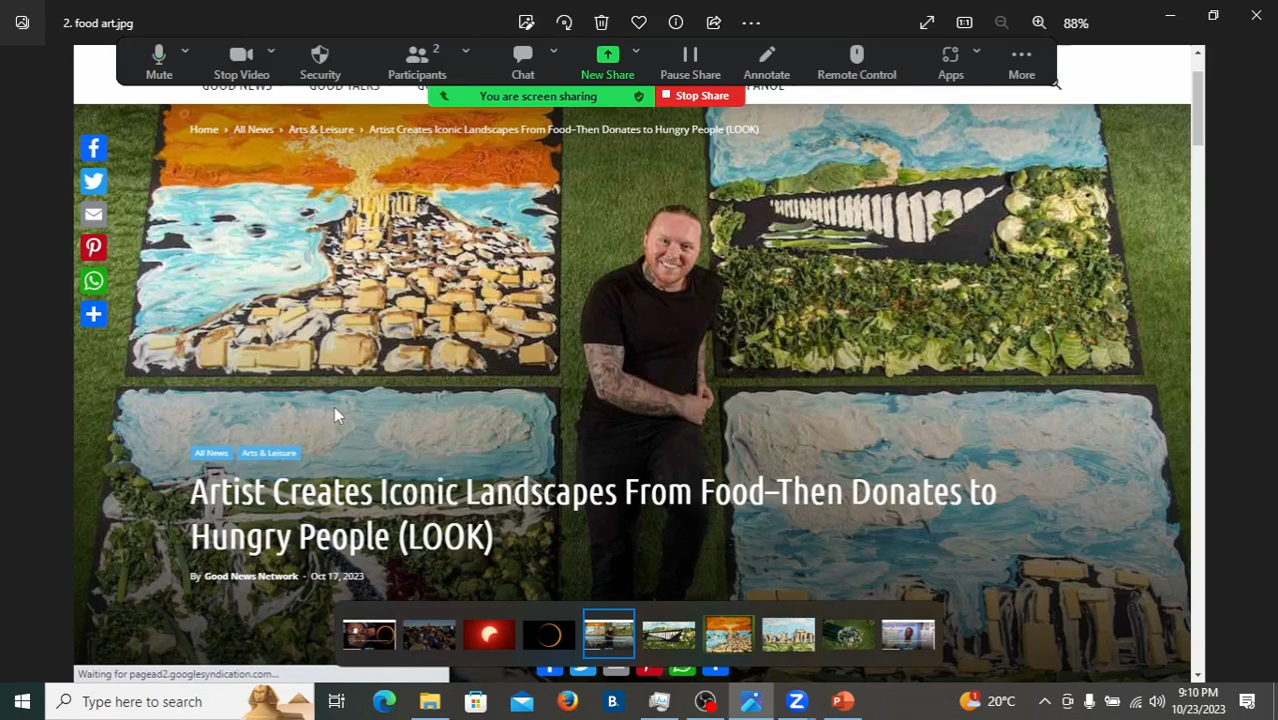 2. food art.jpg
88%
2
Mute
Stop Video
Security
Participants
Chat
New Share
Pause Share
Annotate
Remote Control
Apps
More
GOOD NEWS
GOOD TALKS
You are screen sharing
Stop Share
Home › All News › Arts & Leisure › Artist Creates Iconic Landscapes From Food–Then Donates to Hungry People (LOOK)
All News
Arts & Leisure
Artist Creates Iconic Landscapes From Food–Then Donates to
Hungry People (LOOK)
By Good News Network - Oct 17, 2023
Waiting for pagead2.googlesyndication.com...
Type here to search
20°C
9:10 PM
10/23/2023